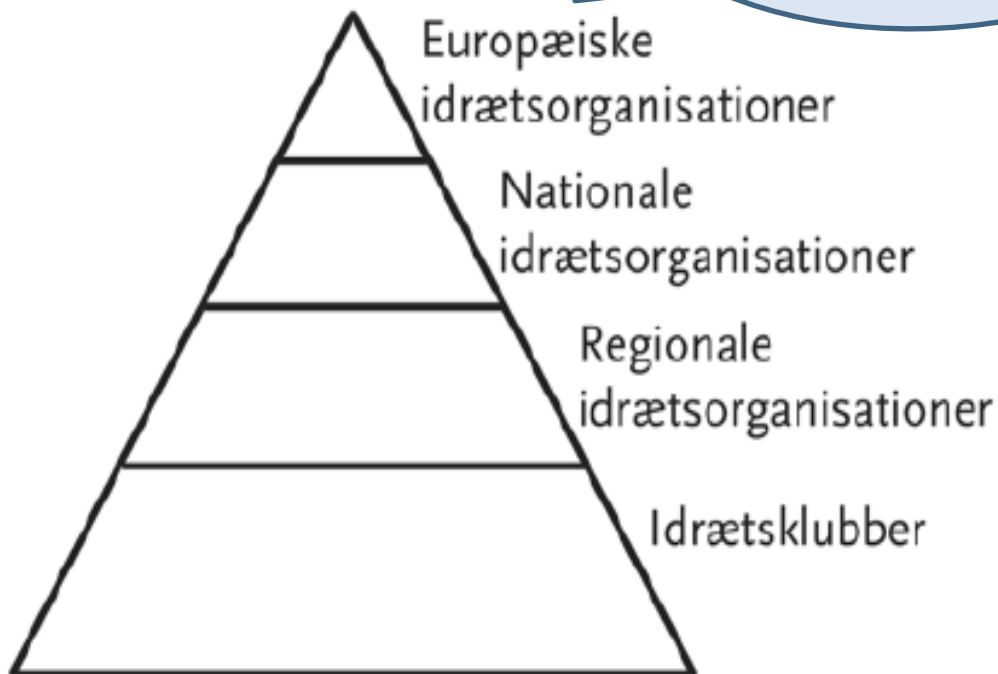 Europæiske
idrætsorganisationer
Nationale
idrætsorganisationer
Regionale
idrætsorganisationer
Idrætsklubber